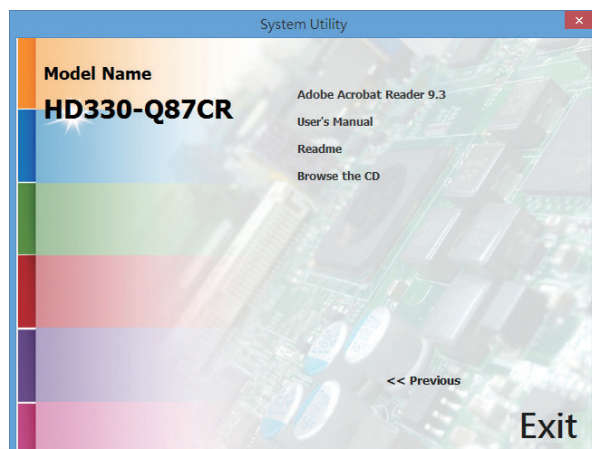 System Utility
Model Name
HD330-Q87CR
Adobe Acrobat Reader 9.3
User's Manual
Readme
Browse the CD
<< Previous
Exit